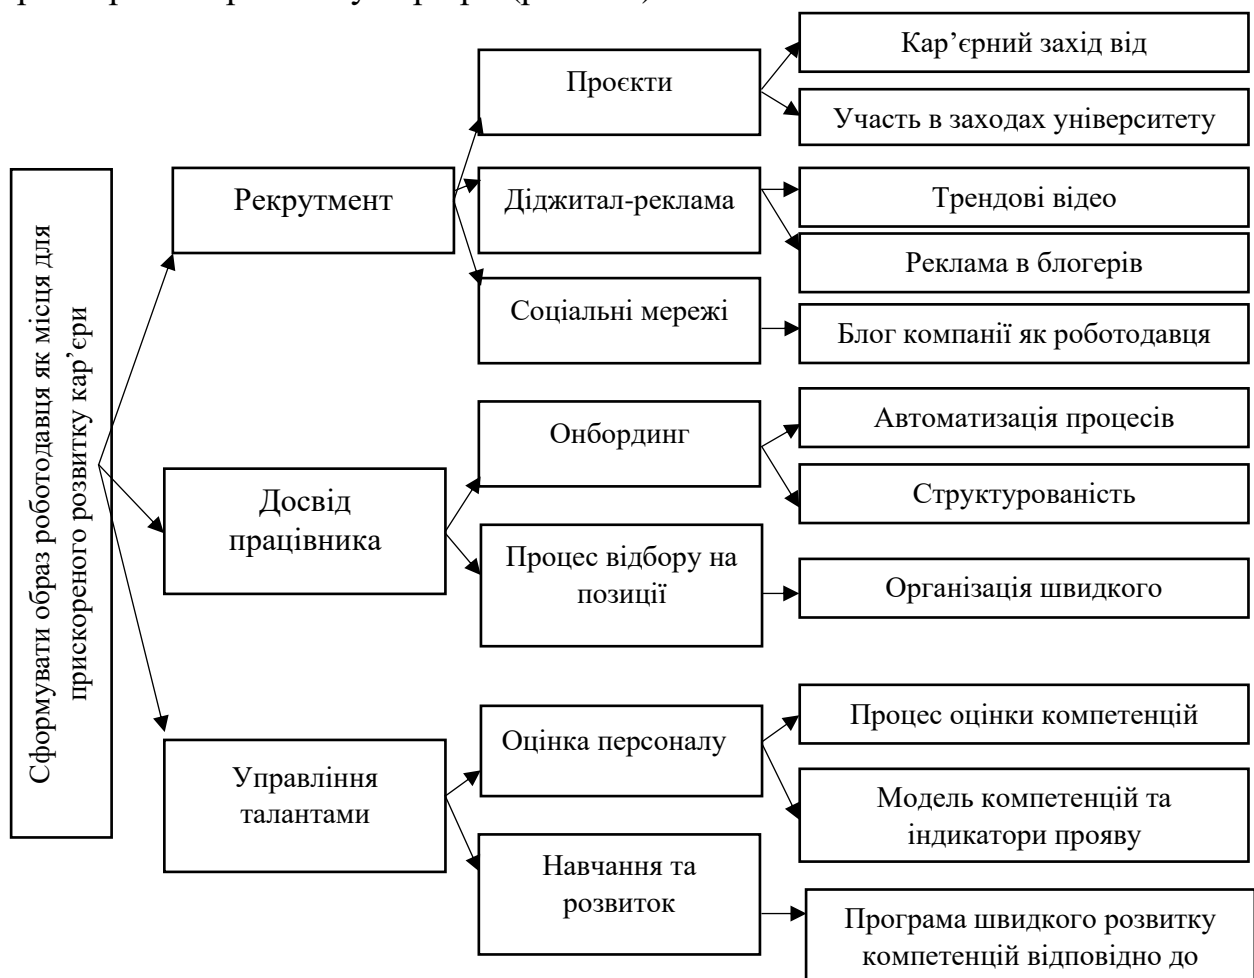 Сформувати образ роботодавця як місця для
прискореного розвитку кар’єри
Рекрутмент
Проєкти
Кар’єрний захід від
Участь в заходах університету
Діджитал-реклама
Трендові відео
Реклама в блогерів
Соціальні мережі
Блог компанії як роботодавця
Досвід
працівника
Онбординг
Автоматизація процесів
Структурованість
Процес відбору на
позиції
Організація швидкого
Управління
талантами
Оцінка персоналу
Процес оцінки компетенцій
Модель компетенцій та
індикатори прояву
Навчання та
розвиток
Програма швидкого розвитку
компетенцій відповідно до